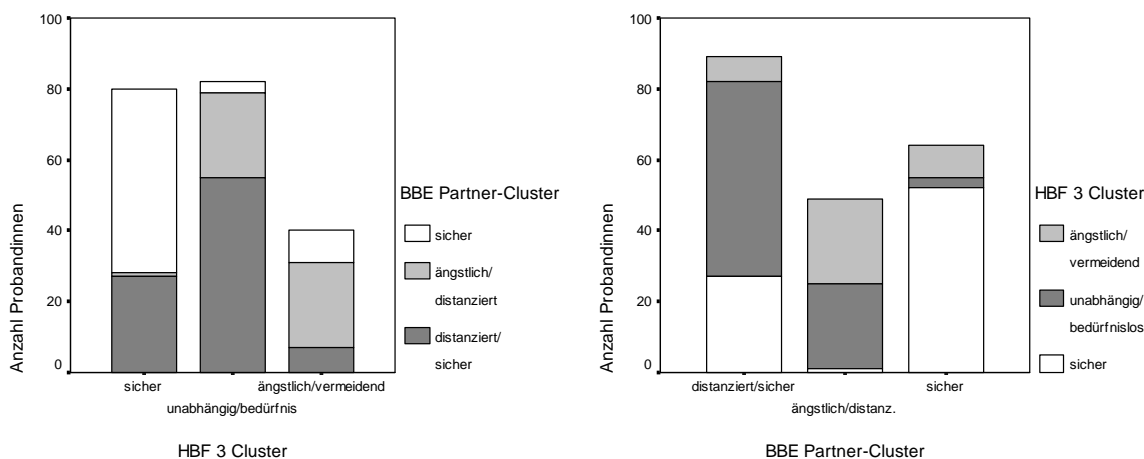 100
80
60
40
20
0
Anzahl Probandinnen
sicher
ängstlich/vermeidend
unabhängig/bedürfnis
HBF 3 Cluster
BBE Partner-Cluster
sicher
ängstlich/
distanziert
distanziert/
sicher
100
80
60
40
20
0
Anzahl Probandinnen
distanziert/sicher
sicher
ängstlich/distanz.
BBE Partner-Cluster
HBF 3 Cluster
ängstlich/
vermeidend
unabhängig/
bedürfnislos
sicher